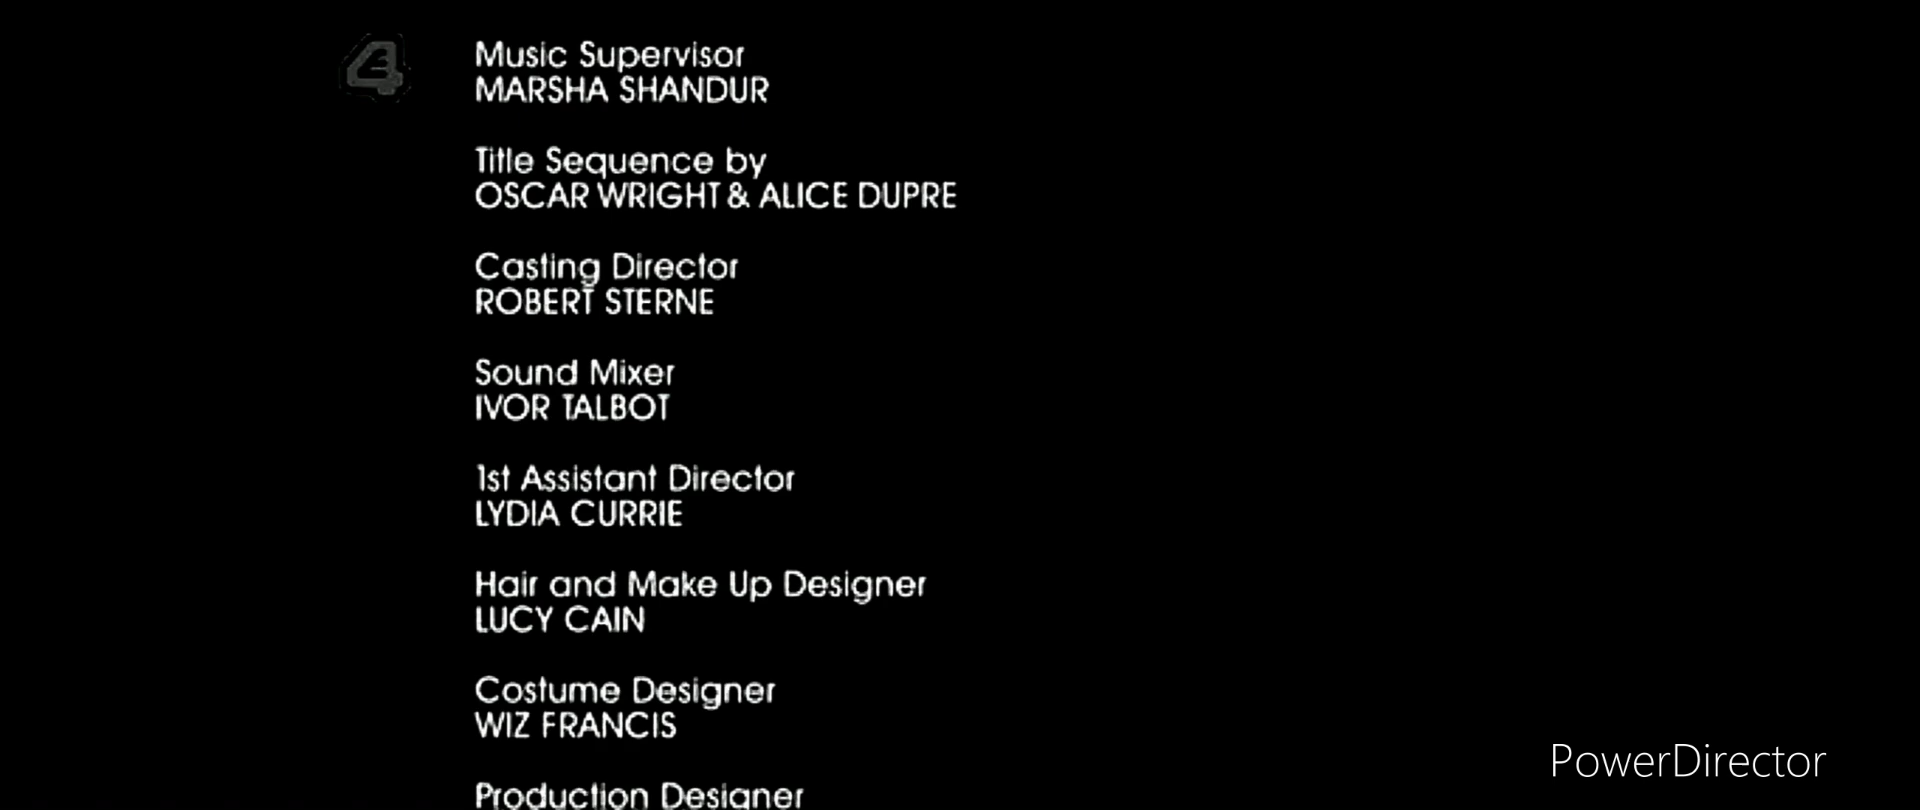 E4
Music Supervisor
MARSHA SHANDUR
Title Sequence by
OSCAR WRIGHT & ALICE DUPRE
Casting Director
ROBERT STERNE
Sound Mixer
IVOR TALBOT
1st Assistant Director
LYDIA CURRIE
Hair and Make Up Designer
LUCY CAIN
Costume Designer
WIZ FRANCIS
Production Designer
PowerDirector